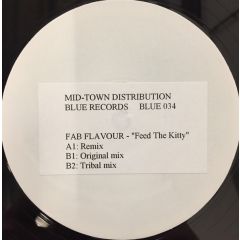 MID-TOWN DISTRIBUTION
BLUE RECORDS BLUE 034
FAB FLAVOUR - "Feed The Kitty"
A1: Remix
B1: Original mix
B2: Tribal mix